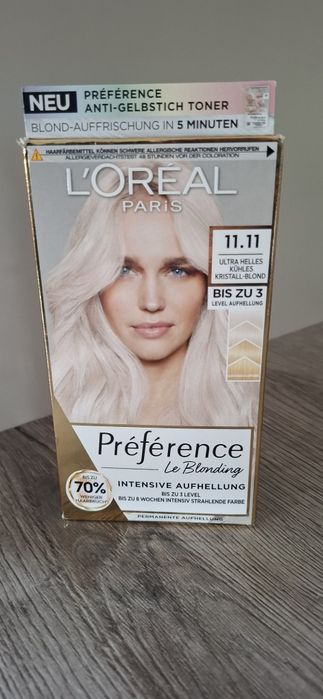 NEU
PRÉFÉRENCE
ANTI-GELBSTICH TONER
BLOND-AUFFRISCHUNG IN 5 MINUTEN
HAARFÄRBEMITTEL KÖNNEN SCHWERE ALLERGISCHE REAKTIONEN HERVORRUFEN
ALLERGIEVERDACHTSTEST 48 STUNDEN VOR DER COLORATION
L'ORÉAL
PARIS
11.11
ULTRA HELLES
KÜHLES
KRISTALL-BLOND
BIS ZU 3
LEVEL AUFHELLUNG
Préférence
Le Blonding
BIS ZU
70%
WENIGER
HAARBRUCH*
INTENSIVE AUFHELLUNG
BIS ZU 3 LEVEL
BIS ZU 8 WOCHEN INTENSIV STRAHLENDE FARBE
PERMANENTE AUFHELLUNG